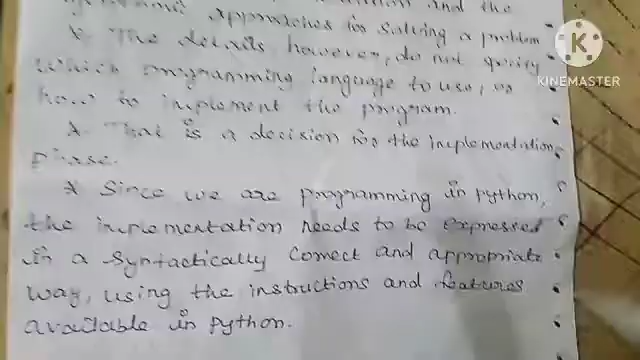 approaches for solving a problem
* The details however, do not specify
which programming language to use, or
how to implement the program.
* That is a decision for the implementation
phase.
* Since we are programming in python,
the implementation needs to be expressed
in a syntactically correct and appropriate
way, using the instructions and features
available in python.
KINEMASTER